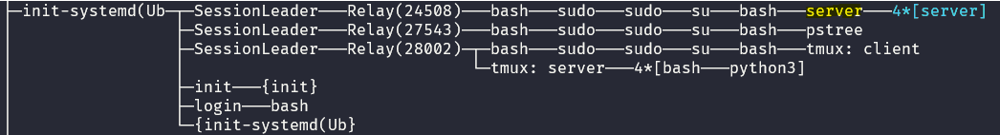 ├─init-systemd(Ub─┬─SessionLeader───Relay(24508)───bash───sudo───sudo───su───bash───server───4*[server]
├─SessionLeader───Relay(27543)───bash───sudo───sudo───su───bash───pstree
├─SessionLeader───Relay(28002)─┬─bash───sudo───sudo───su───bash───tmux: client
└─tmux: server───4*[bash───python3]
├─init───{init}
├─login───bash
└─{init-systemd(Ub}